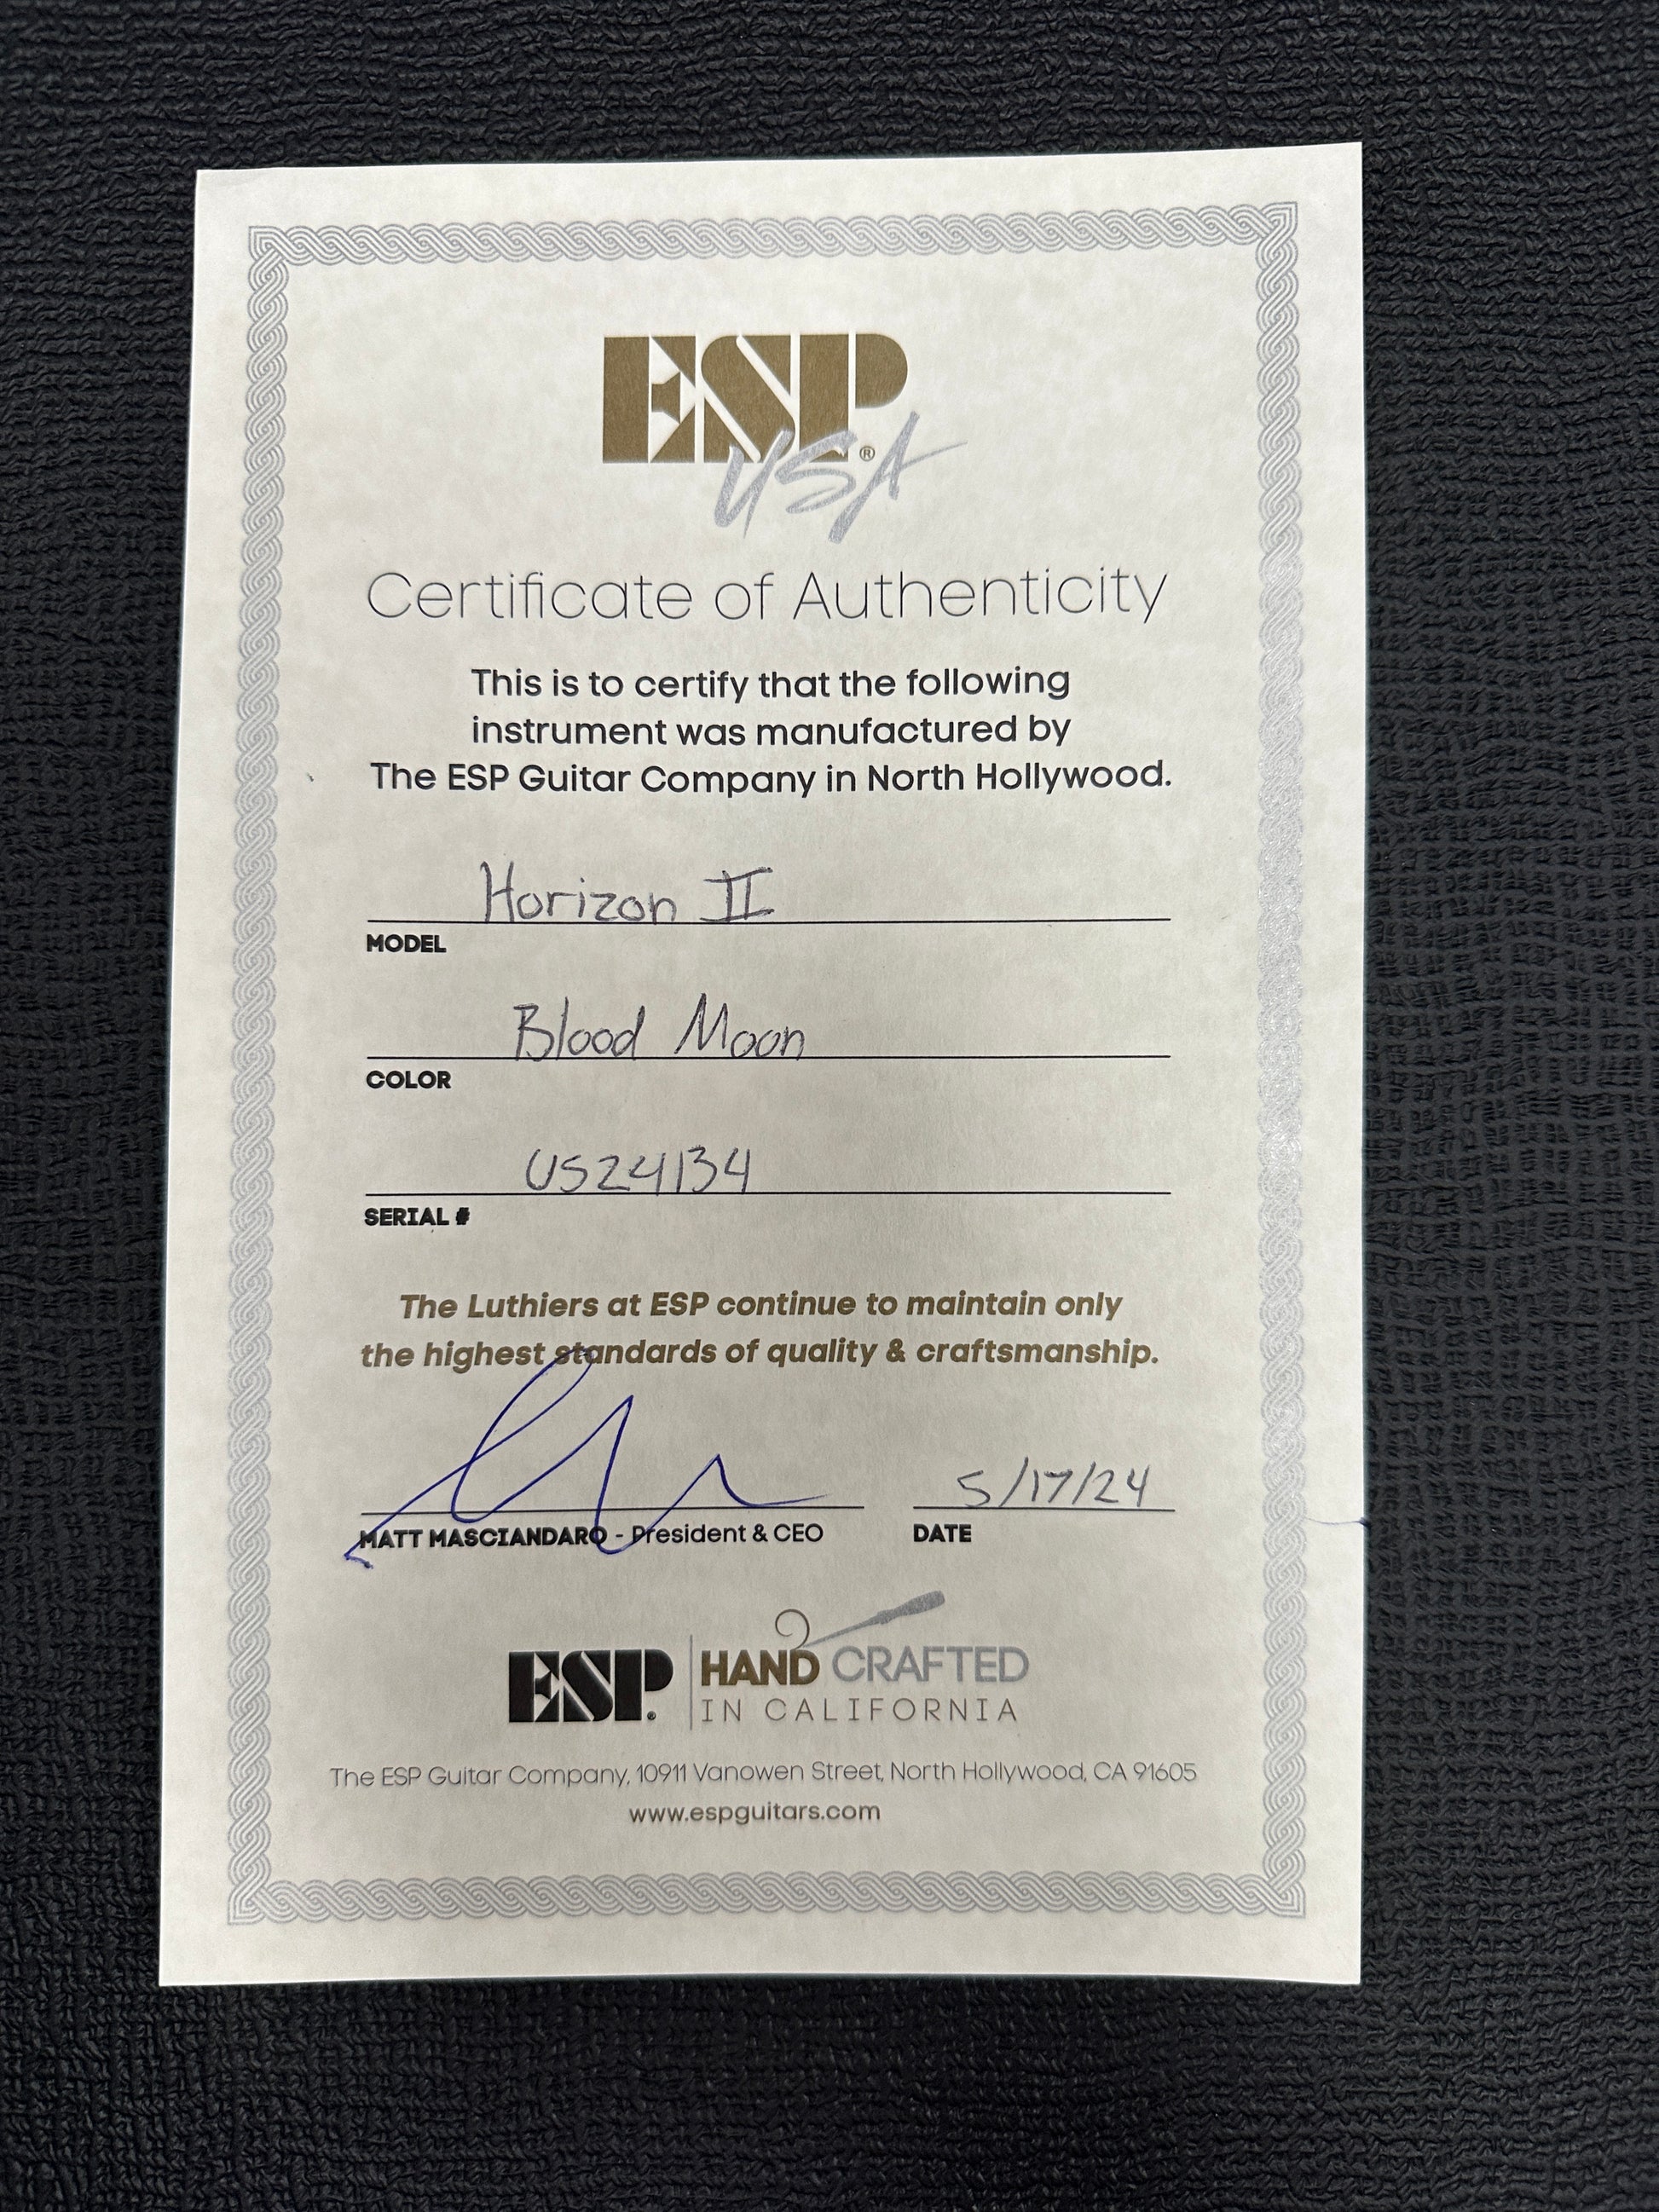 ESP®
USA
Certificate of Authenticity
This is to certify that the following
instrument was manufactured by
The ESP Guitar Company in North Hollywood.
Horizon II
MODEL
Blood Moon
COLOR
US24134
SERIAL #
The Luthiers at ESP continue to maintain only
the highest standards of quality & craftsmanship.
5/17/24
MATT MASCIANDARO - President & CEO DATE
ESP® HAND CRAFTED
IN CALIFORNIA
The ESP Guitar Company, 10911 Vanowen Street, North Hollywood, CA 91605
www.espguitars.com